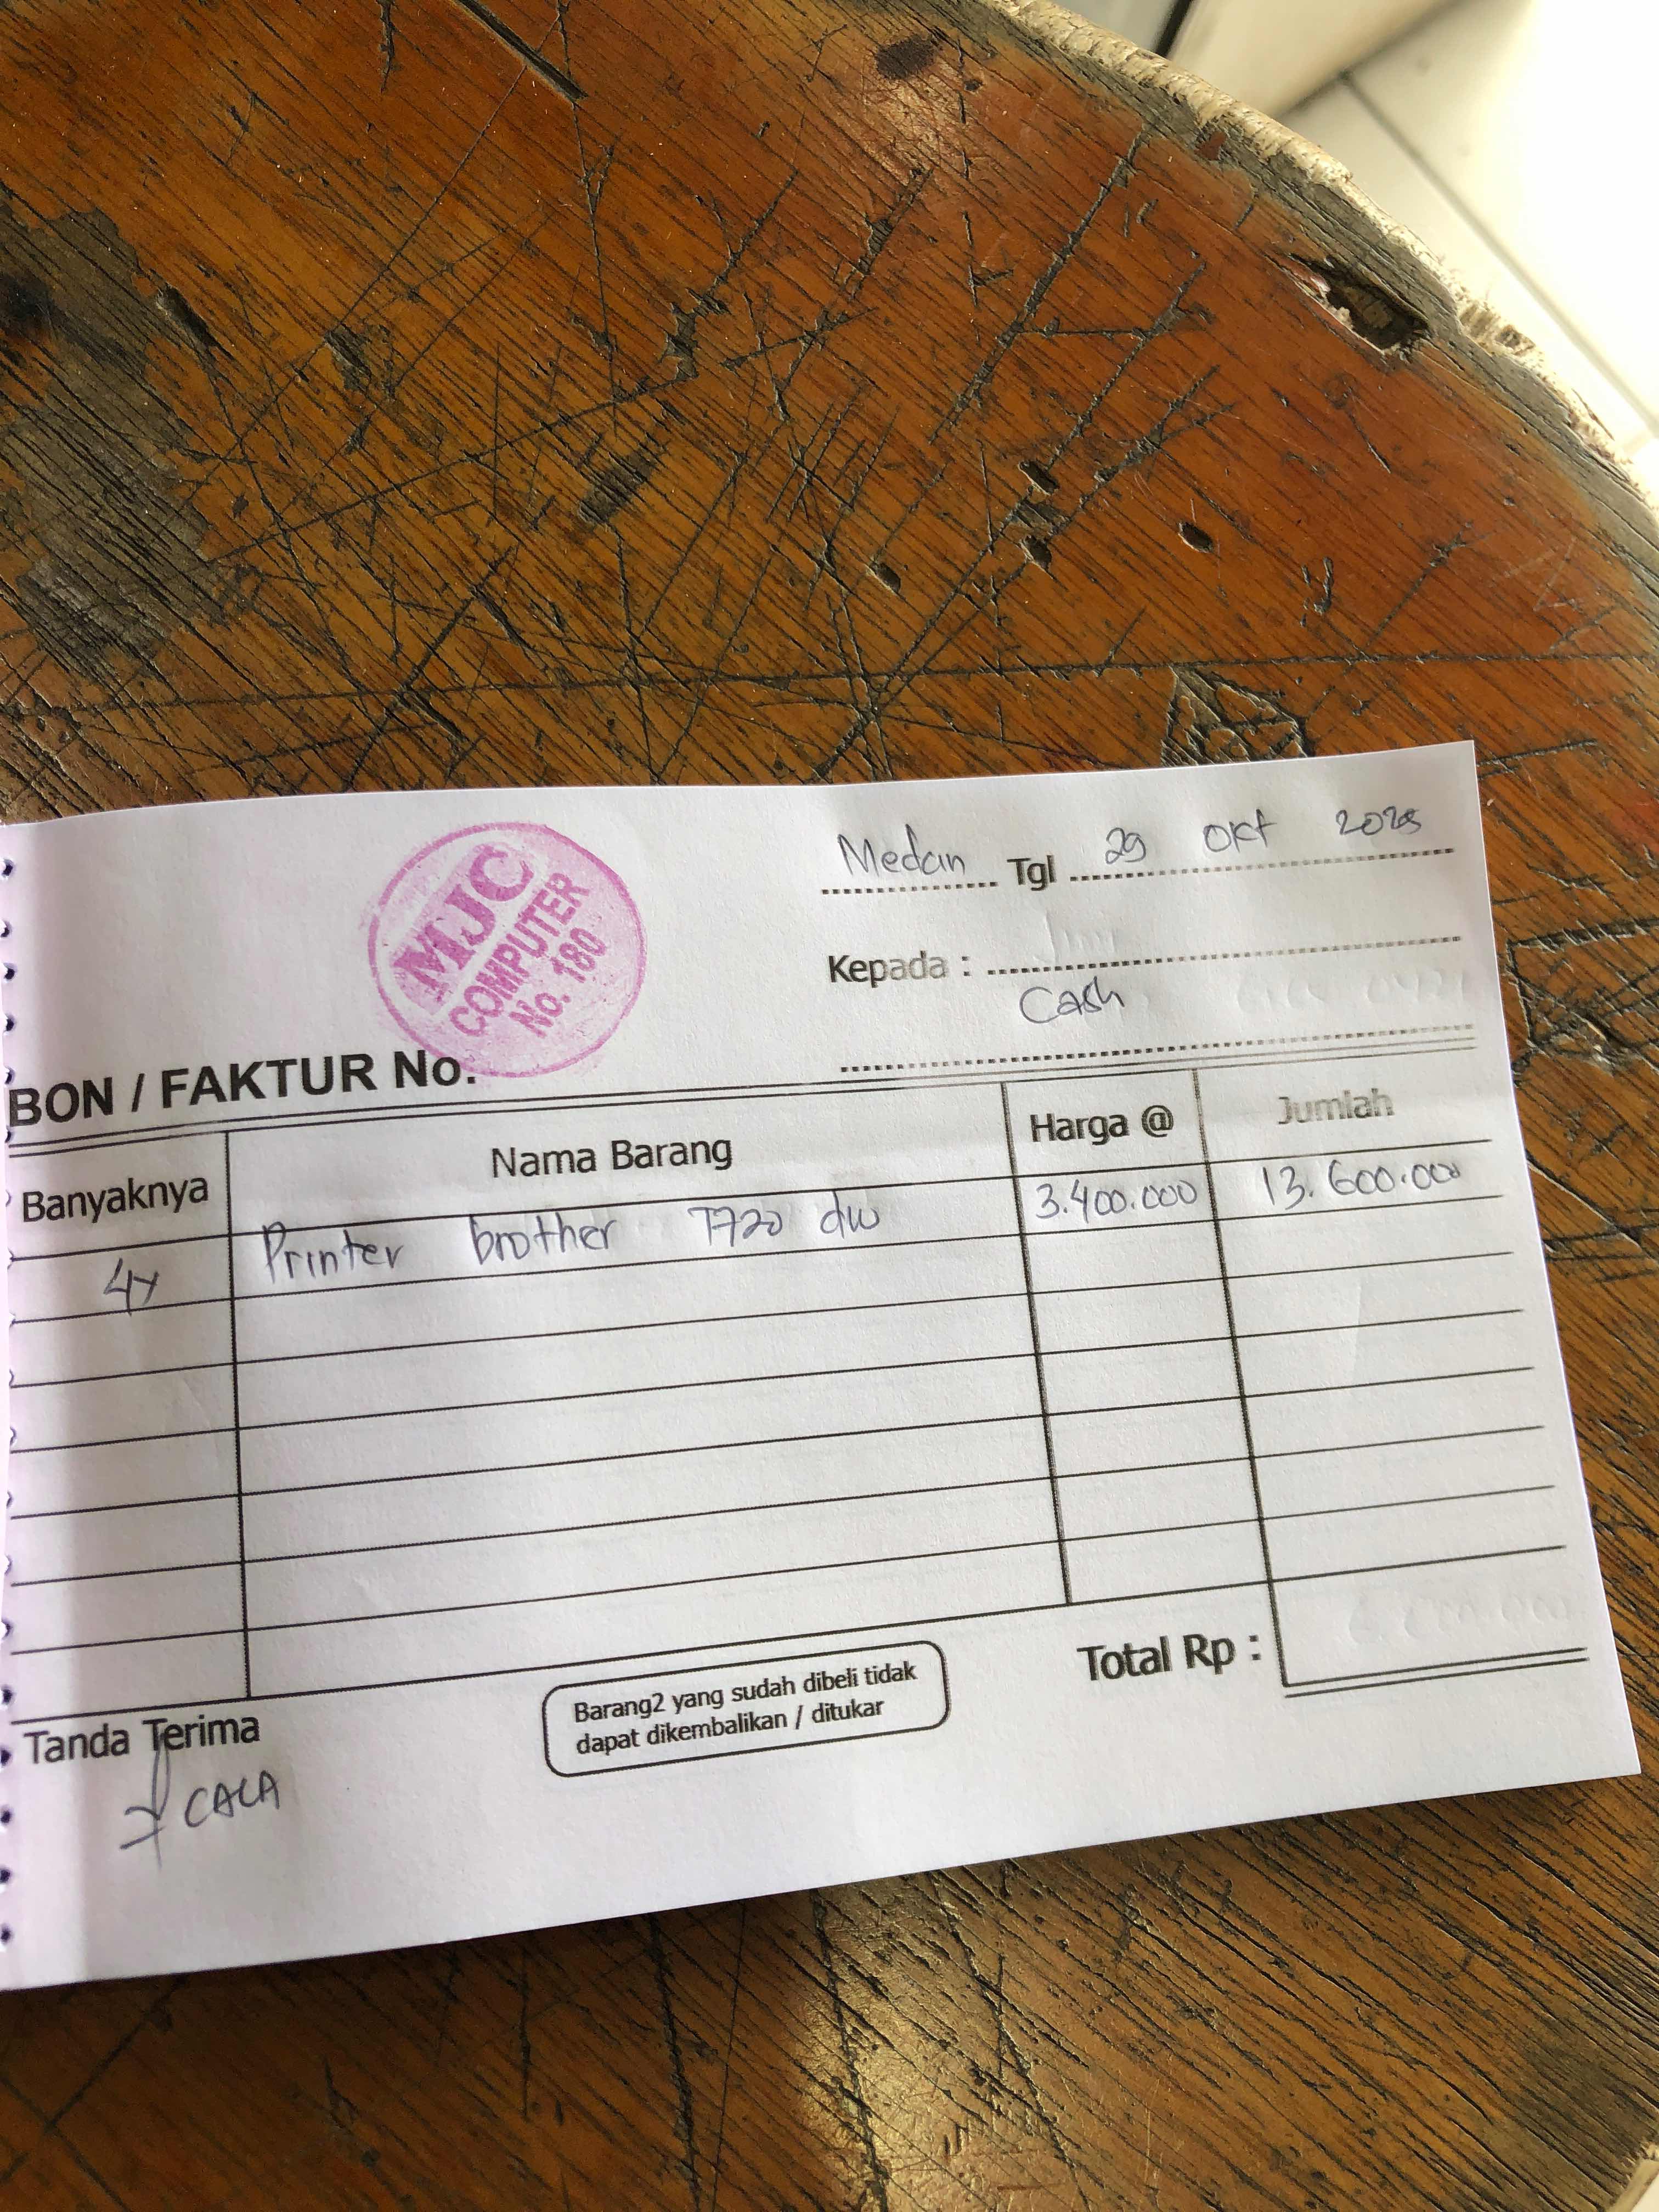 MJC
COMPUTER
No. 180
Medan Tgl 29 Okt 2025
Kepada :
Cash
BON / FAKTUR No.
Banyaknya Nama Barang Harga @ Jumlah
4x Printer brother T720 dw 3.400.000 13.600.000
Total Rp :
Tanda Terima
Barang2 yang sudah dibeli tidak
dapat dikembalikan / ditukar
CACA